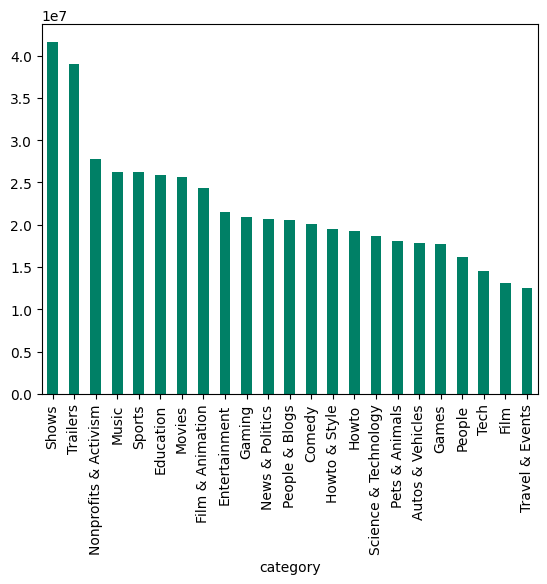 1e7
4.0
3.5
3.0
2.5
2.0
1.5
1.0
0.5
0.0
Shows
Trailers
Nonprofits & Activism
Music
Sports
Education
Movies
Film & Animation
Entertainment
Gaming
News & Politics
People & Blogs
Comedy
Howto & Style
Howto
Science & Technology
Pets & Animals
Autos & Vehicles
Games
People
Tech
Film
Travel & Events
category